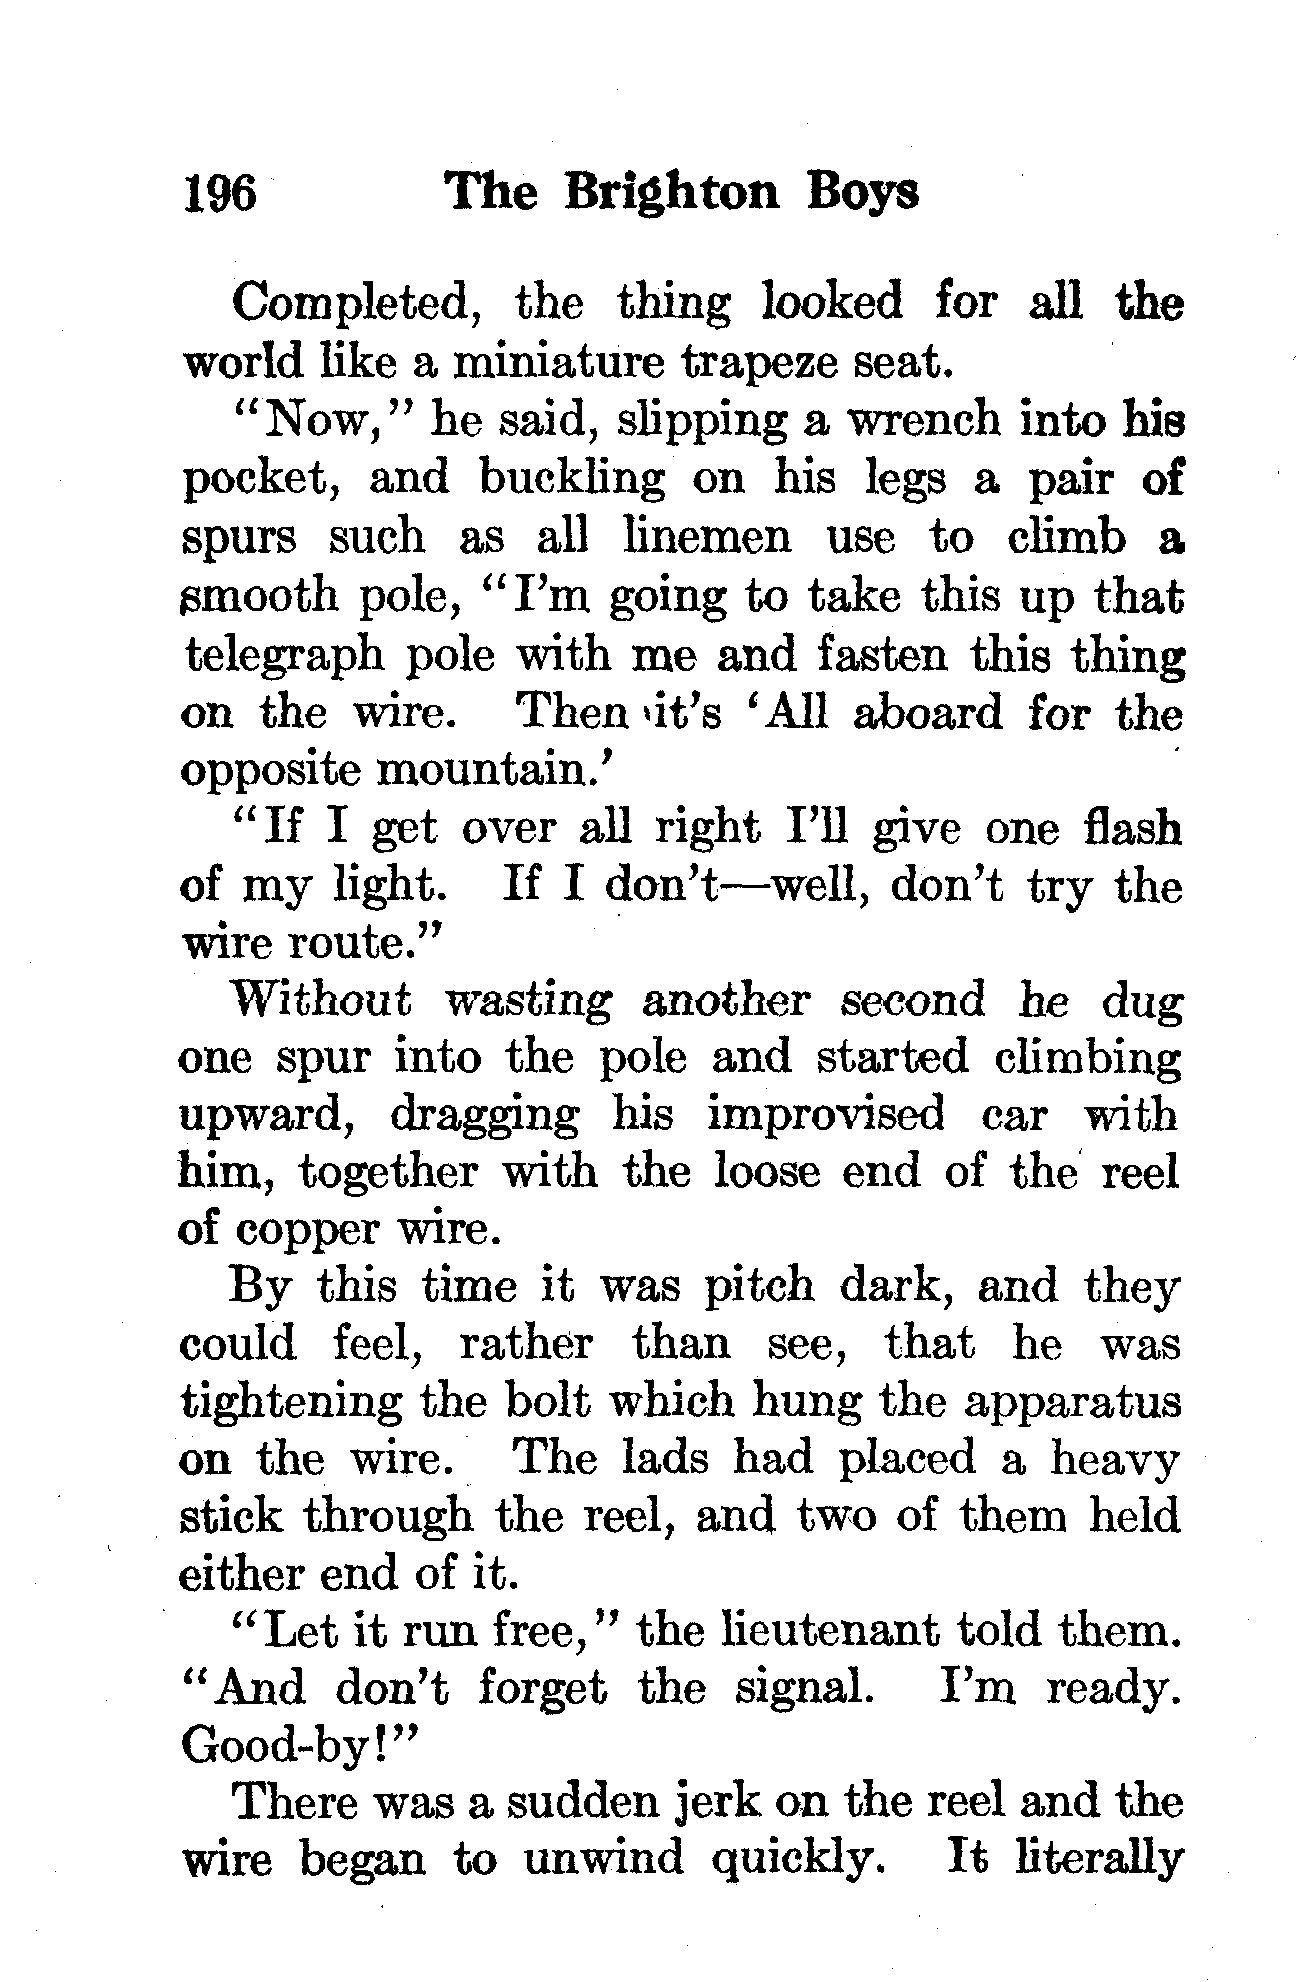 196 The Brighton Boys
Completed, the thing looked for all the
world like a miniature trapeze seat.
"Now," he said, slipping a wrench into his
pocket, and buckling on his legs a pair of
spurs such as all linemen use to climb a
smooth pole, "I'm going to take this up that
telegraph pole with me and fasten this thing
on the wire. Then it's 'All aboard for the
opposite mountain.'
"If I get over all right I'll give one flash
of my light. If I don't—well, don't try the
wire route."
Without wasting another second he dug
one spur into the pole and started climbing
upward, dragging his improvised car with
him, together with the loose end of the reel
of copper wire.
By this time it was pitch dark, and they
could feel, rather than see, that he was
tightening the bolt which hung the apparatus
on the wire. The lads had placed a heavy
stick through the reel, and two of them held
either end of it.
"Let it run free," the lieutenant told them.
"And don't forget the signal. I'm ready.
Good-by!"
There was a sudden jerk on the reel and the
wire began to unwind quickly. It literally